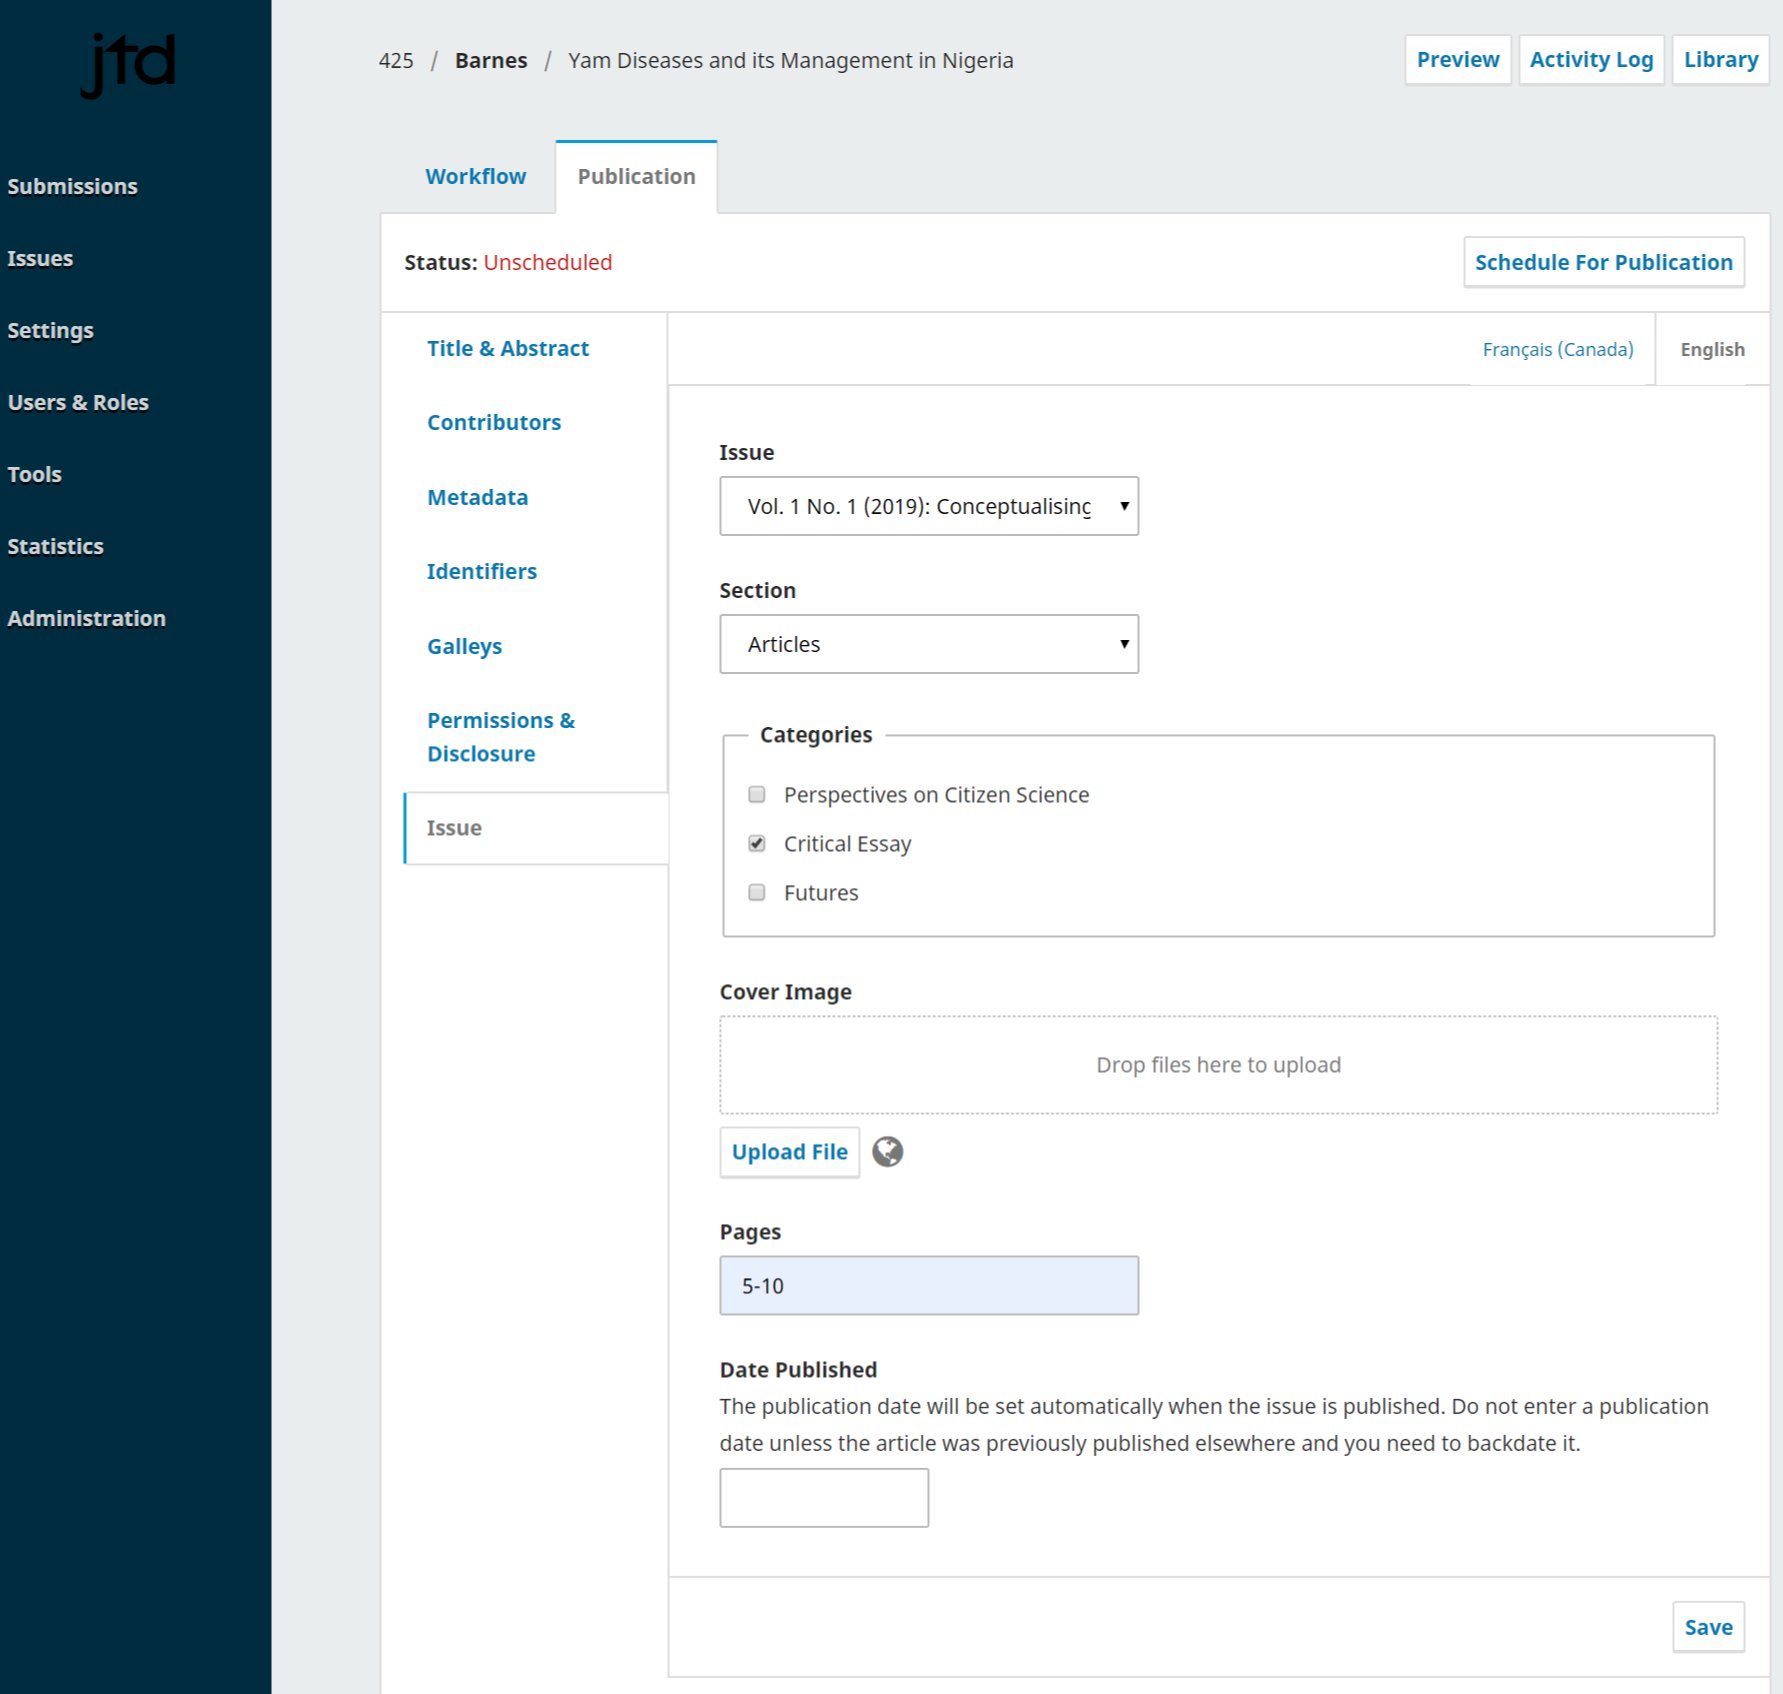 jtd
Submissions
Issues
Settings
Users & Roles
Tools
Statistics
Administration
425 / Barnes / Yam Diseases and its Management in Nigeria
Preview
Activity Log
Library
Workflow
Publication
Status: Unscheduled
Schedule For Publication
Title & Abstract
Contributors
Metadata
Identifiers
Galleys
Permissions &
Disclosure
Issue
Français (Canada)
English
Issue
Vol. 1 No. 1 (2019): Conceptualising
Section
Articles
Categories
Perspectives on Citizen Science
Critical Essay
Futures
Cover Image
Drop files here to upload
Upload File
Pages
5-10
Date Published
The publication date will be set automatically when the issue is published. Do not enter a publication
date unless the article was previously published elsewhere and you need to backdate it.
Save